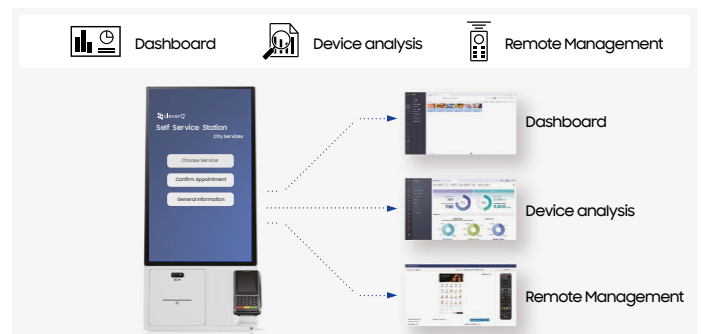 Dashboard
Device analysis
Remote Management
cleverQ
Self Service Station
City Services
Choose Service
Confirm Appointment
General Information
Dashboard
Device analysis
Remote Management